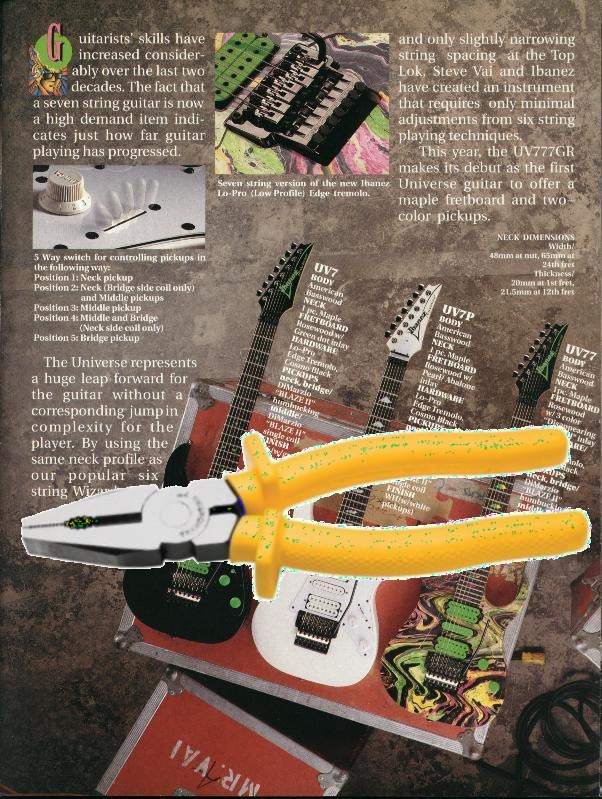 Guitarists' skills have
increased consider-
ably over the last two
decades. The fact that
a seven string guitar is now
a high demand item indi-
cates just how far guitar
playing has progressed.
Seven string version of the new Ibanez
Lo-Pro (Low Profile) Edge tremolo.
and only slightly narrowing
string spacing at the Top
Lok, Steve Vai and Ibanez
have created an instrument
that requires only minimal
adjustments from six string
playing techniques.
This year, the UV777GR
makes its debut as the first
Universe guitar to offer a
maple fretboard and two-
color pickups.
NECK DIMENSIONS
Width/
48mm at nut, 65mm at
24th fret
Thickness/
20mm at 1st fret,
21.5mm at 12th fret
5 Way switch for controlling pickups in
the following way:
Position 1: Neck pickup
Position 2: Neck (Bridge side coil only)
and Middle pickups
Position 3: Middle pickup
Position 4: Middle and Bridge
(Neck side coil only)
Position 5: Bridge pickup
The Universe represents
a huge leap forward for
the guitar without a
corresponding jump in
complexity for the
player. By using the
same neck profile as
our popular six
string
UV7
BODY
American
Basswood
NECK
1 pc. Maple
FRETBOARD
Rosewood w/
Green dot inlay
HARDWARE
Lo-Pro
Edge Tremolo,
Cosmo Black
PICKUPS
neck, bridge/
DiMarzio
"BLAZE II"
humbucking
middle/
DiMarzio
"BLAZE II"
single coil
FINISH
UV7P
BODY
American
Basswood
NECK
1 pc. Maple
FRETBOARD
Rosewood w/
Pearl/ Abalone
inlay
HARDWARE
Lo-Pro
Edge Tremolo,
Cosmo Black
PICKUPS
single coil
FINISH
WH(w/white
pickups)
UV77
BODY
American
Basswood
NECK
1 pc. Maple
FRETBOARD
Rosewood
inlay
neck, bridge/
DiMarzio
"BLAZE II"
Ibanez
MR. VAI